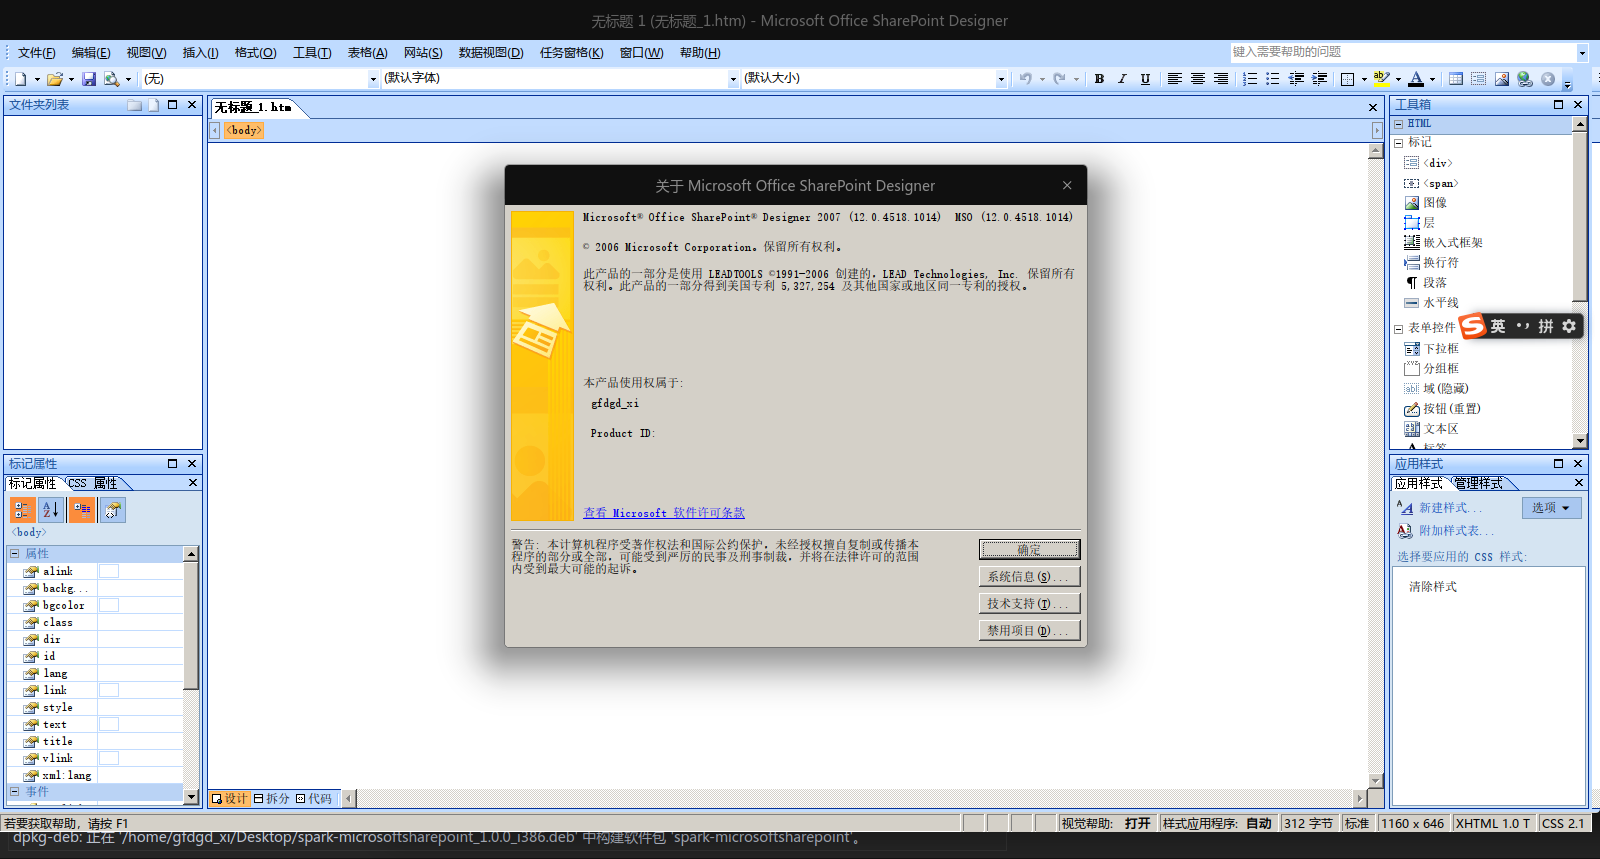 无标题 1 (无标题_1.htm) - Microsoft Office SharePoint Designer
文件(F) 编辑(E) 视图(V) 插入(I) 格式(O) 工具(T) 表格(A) 网站(S) 数据视图(D) 任务窗格(K) 窗口(W) 帮助(H)
键入需要帮助的问题
(无) (默认字体) (默认大小) B I U
文件夹列表
无标题_1.htm
<body>
关于 Microsoft Office SharePoint Designer
Microsoft® Office SharePoint® Designer 2007 (12.0.4518.1014) MSO (12.0.4518.1014)
© 2006 Microsoft Corporation。保留所有权利。
此产品的一部分是使用 LEADTOOLS ©1991-2006 创建的，LEAD Technologies, Inc. 保留所有
权利。此产品的一部分得到美国专利 5,327,254 及其他国家或地区同一专利的授权。
本产品使用权属于:
gfdgd_xi
Product ID:
查看 Microsoft 软件许可条款
警告: 本计算机程序受著作权法和国际公约保护，未经授权擅自复制或传播本
程序的部分或全部，可能受到严厉的民事及刑事制裁，并将在法律许可的范围
内受到最大可能的起诉。
确定
系统信息(S)...
技术支持(T)...
禁用项目(D)...
工具箱
HTML
标记
<div>
<span>
图像
层
嵌入式框架
换行符
段落
水平线
表单控件
英 拼
下拉框
分组框
域(隐藏)
按钮(重置)
文本区
标签
标记属性
标记属性 CSS 属性
<body>
属性
alink
backg...
bgcolor
class
dir
id
lang
link
style
text
title
vlink
xml:lang
事件
应用样式
应用样式 管理样式
新建样式... 选项
附加样式表...
选择要应用的 CSS 样式:
清除样式
设计 拆分 代码
若要获取帮助，请按 F1
视觉帮助: 打开 样式应用程序: 自动 312 字节 标准 1160 x 646 XHTML 1.0 T CSS 2.1
dpkg-deb: 正在 '/home/gfdgd_xi/Desktop/spark-microsoftsharepoint_1.0.0_i386.deb' 中构建软件包 'spark-microsoftsharepoint'。